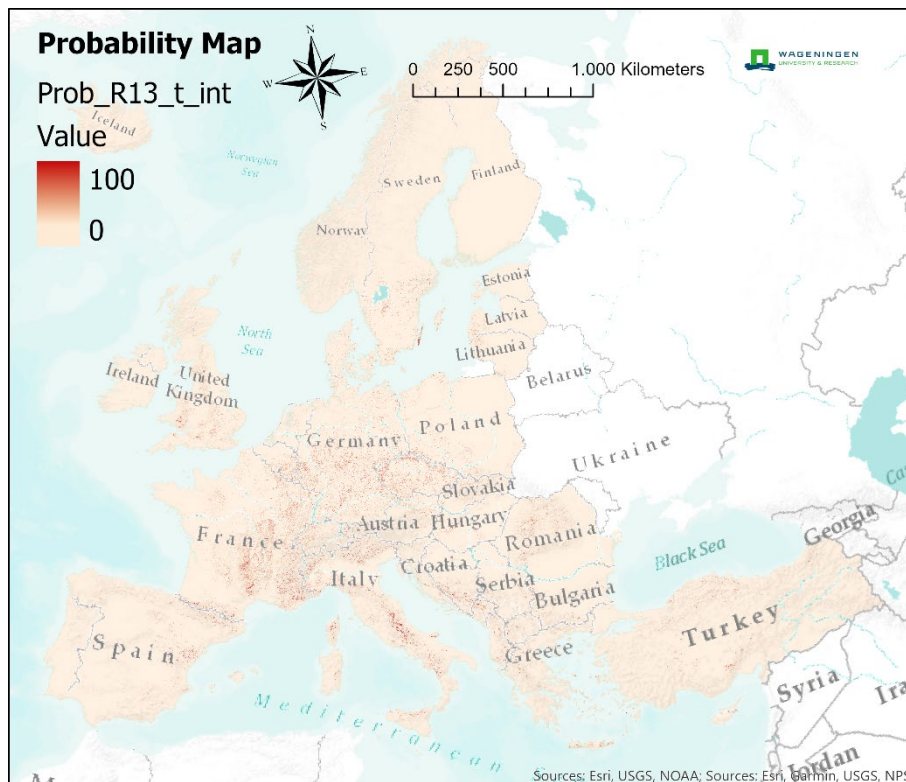 Probability Map
Prob_R13_t_int
Value
100
0
N
W
E
S
0 250 500 1.000 Kilometers
WAGENINGEN
UNIVERSITY & RESEARCH
Iceland
Norwegian
Sea
Sweden
Finland
Norway
Estonia
Latvia
Lithuania
North
Sea
Ireland
United
Kingdom
Belarus
Poland
Germany
Ukraine
Slovakia
Austria
Hungary
France
Romania
Georgia
Croatia
Italy
Black Sea
Serbia
Bulgaria
Turkey
Spain
Greece
Syria
Mediterranean
Jordan
Sources: Esri, USGS, NOAA; Sources: Esri, Garmin, USGS, NPS